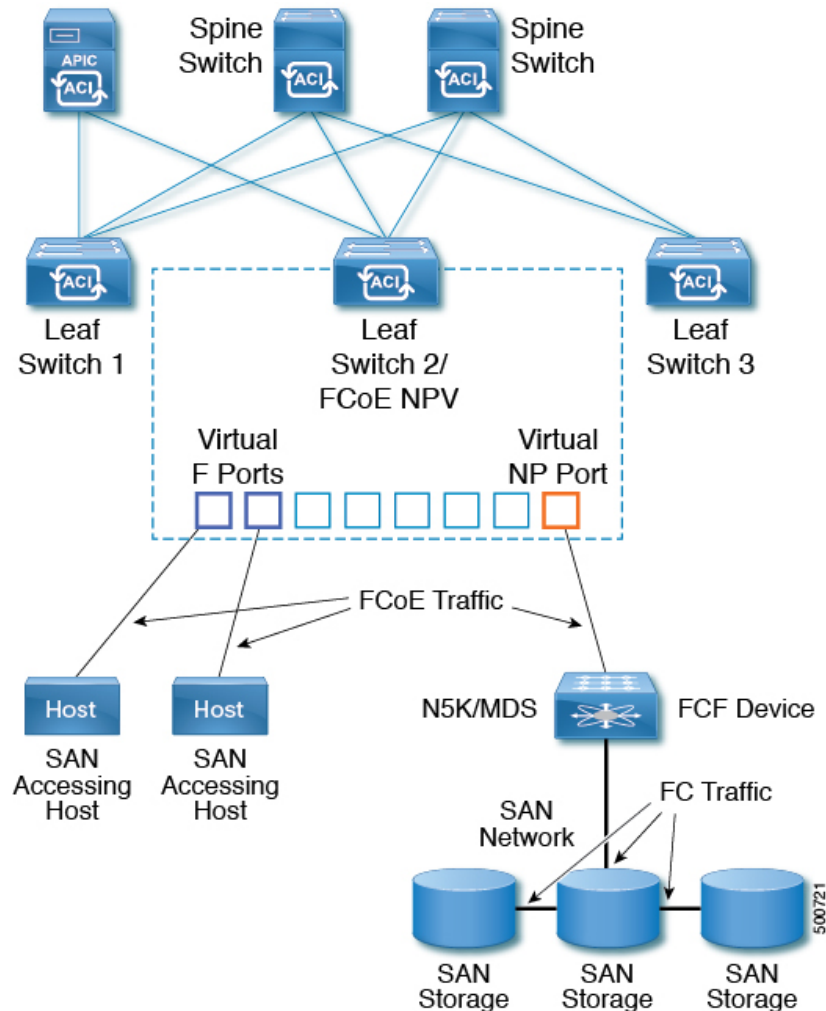 APIC
ACI
Spine
Switch
ACI
Spine
Switch
ACI
ACI
Leaf
Switch 1
ACI
Leaf
Switch 2/
FCoE NPV
ACI
Leaf
Switch 3
Virtual
F Ports
Virtual
NP Port
FCoE Traffic
Host
SAN
Accessing
Host
Host
SAN
Accessing
Host
N5K/MDS
FCF Device
FC Traffic
SAN
Network
SAN
Storage
SAN
Storage
SAN
Storage
500721